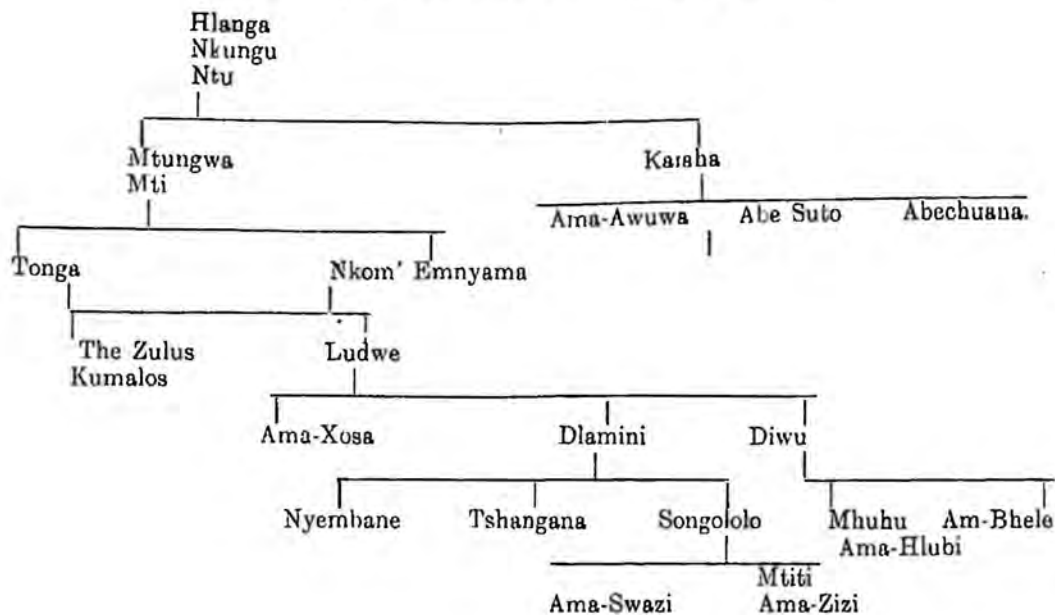 Hlanga
Nkungu
Ntu
Mtungwa Karaha
Mti
Ama-Awuwa Abe Suto Abechuana.
Tonga Nkom' Emnyama
The Zulus Ludwe
Kumalos
Ama-Xosa Dlamini Diwu
Nyembane Tshangana Songololo Mhuhu Am-Bhele
Ama-Hlubi
Mtiti
Ama-Swazi Ama-Zizi